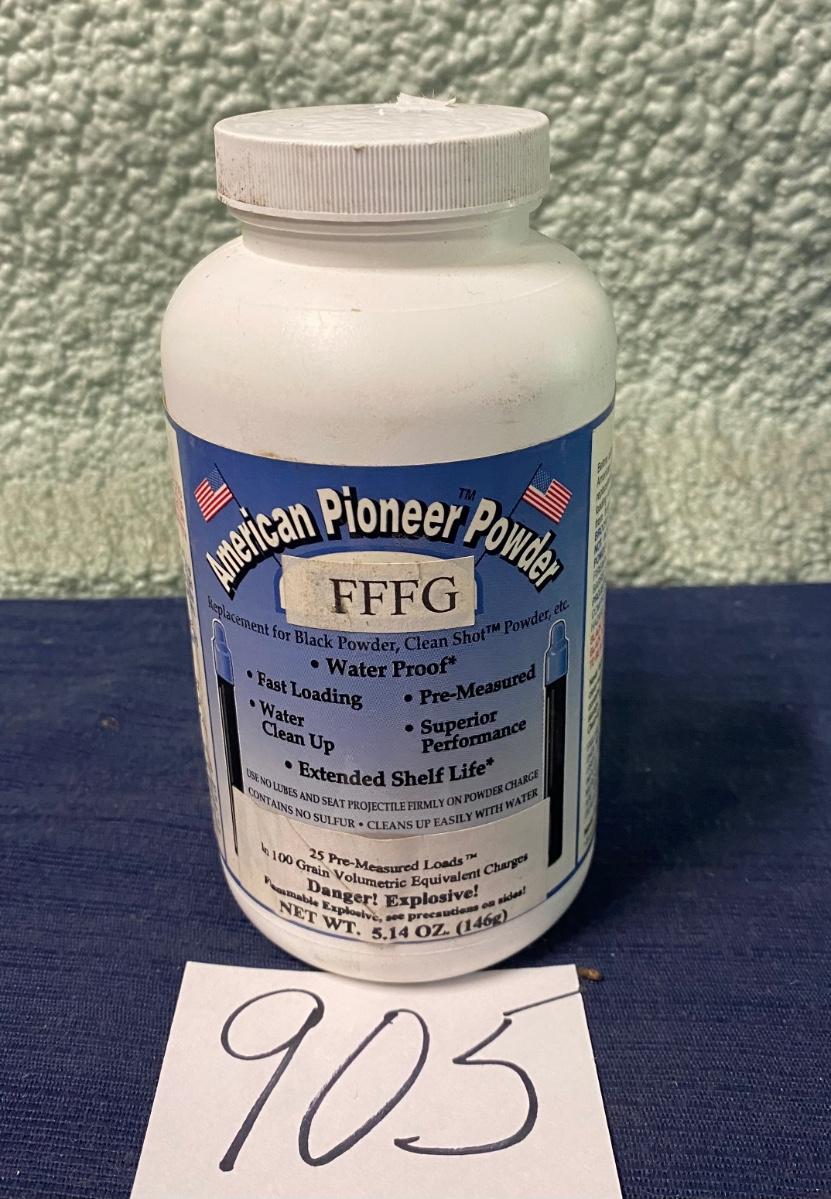 American Pioneer™ Powder
FFFG
Replacement for Black Powder, Clean Shot™ Powder, etc.
• Water Proof*
• Fast Loading
• Pre-Measured
• Water
Clean Up
• Superior
Performance
• Extended Shelf Life*
USE NO LUBES AND SEAT PROJECTILE FIRMLY ON POWDER CHARGE
CONTAINS NO SULFUR • CLEANS UP EASILY WITH WATER
25 Pre-Measured Loads™
In 100 Grain Volumetric Equivalent Charges
Danger! Explosive!
Flammable Explosive, see precautions on sides!
NET WT. 5.14 OZ. (146g)
905